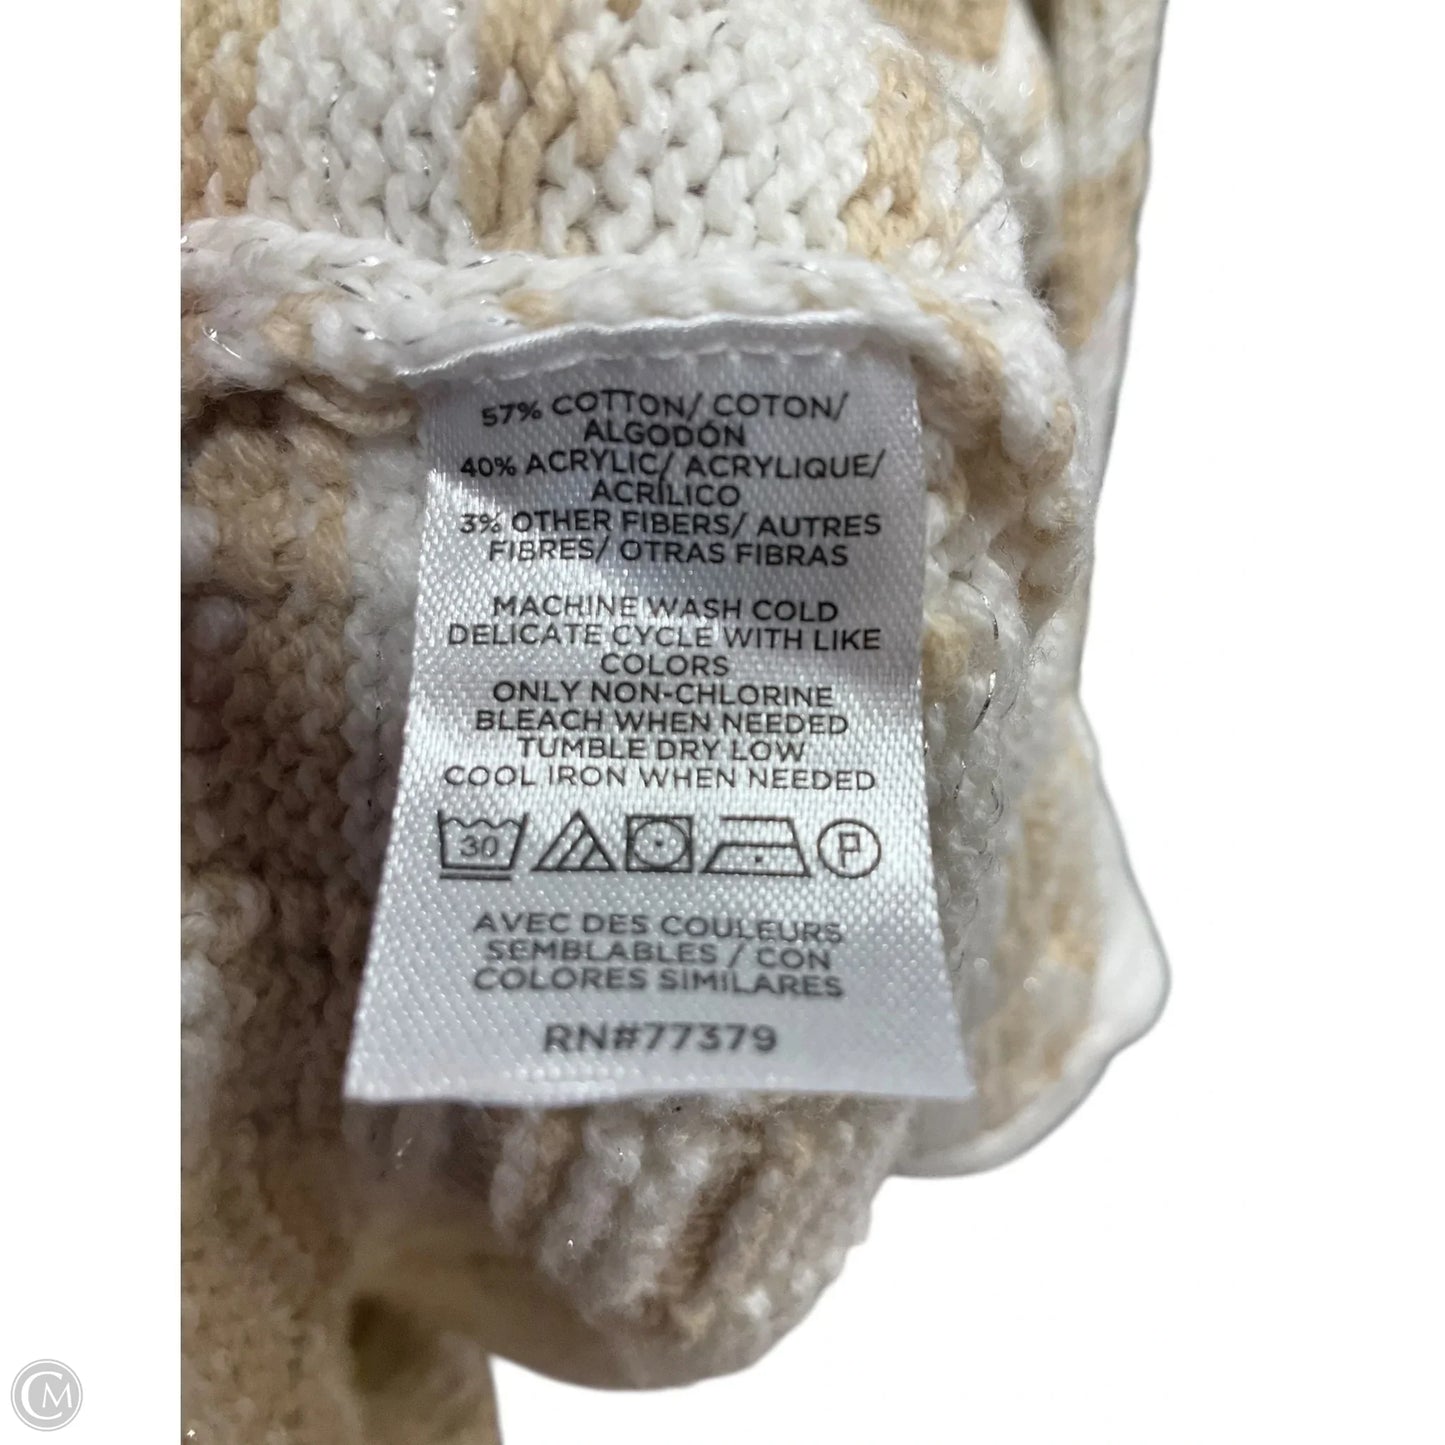 57% COTTON/ COTON/
ALGODÓN
40% ACRYLIC/ ACRYLIQUE/
ACRÍLICO
3% OTHER FIBERS/ AUTRES
FIBRES/ OTRAS FIBRAS
MACHINE WASH COLD
DELICATE CYCLE WITH LIKE
COLORS
ONLY NON-CHLORINE
BLEACH WHEN NEEDED
TUMBLE DRY LOW
COOL IRON WHEN NEEDED
30 P
AVEC DES COULEURS
SEMBLABLES / CON
COLORES SIMILARES
RN#77379
CM